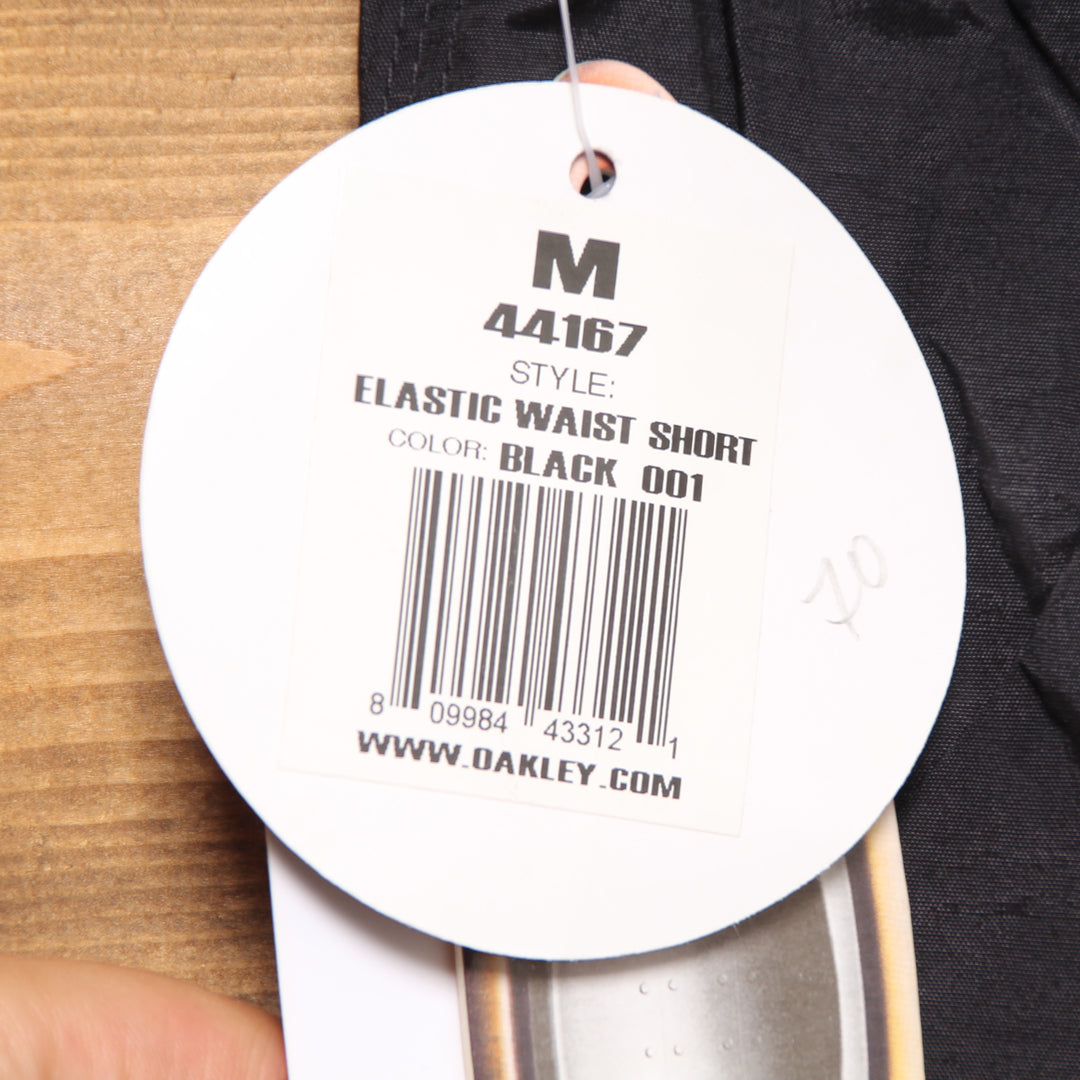 M
44167
STYLE:
ELASTIC WAIST SHORT
COLOR: BLACK 001
8 09984 43312 1
WWW.OAKLEY.COM